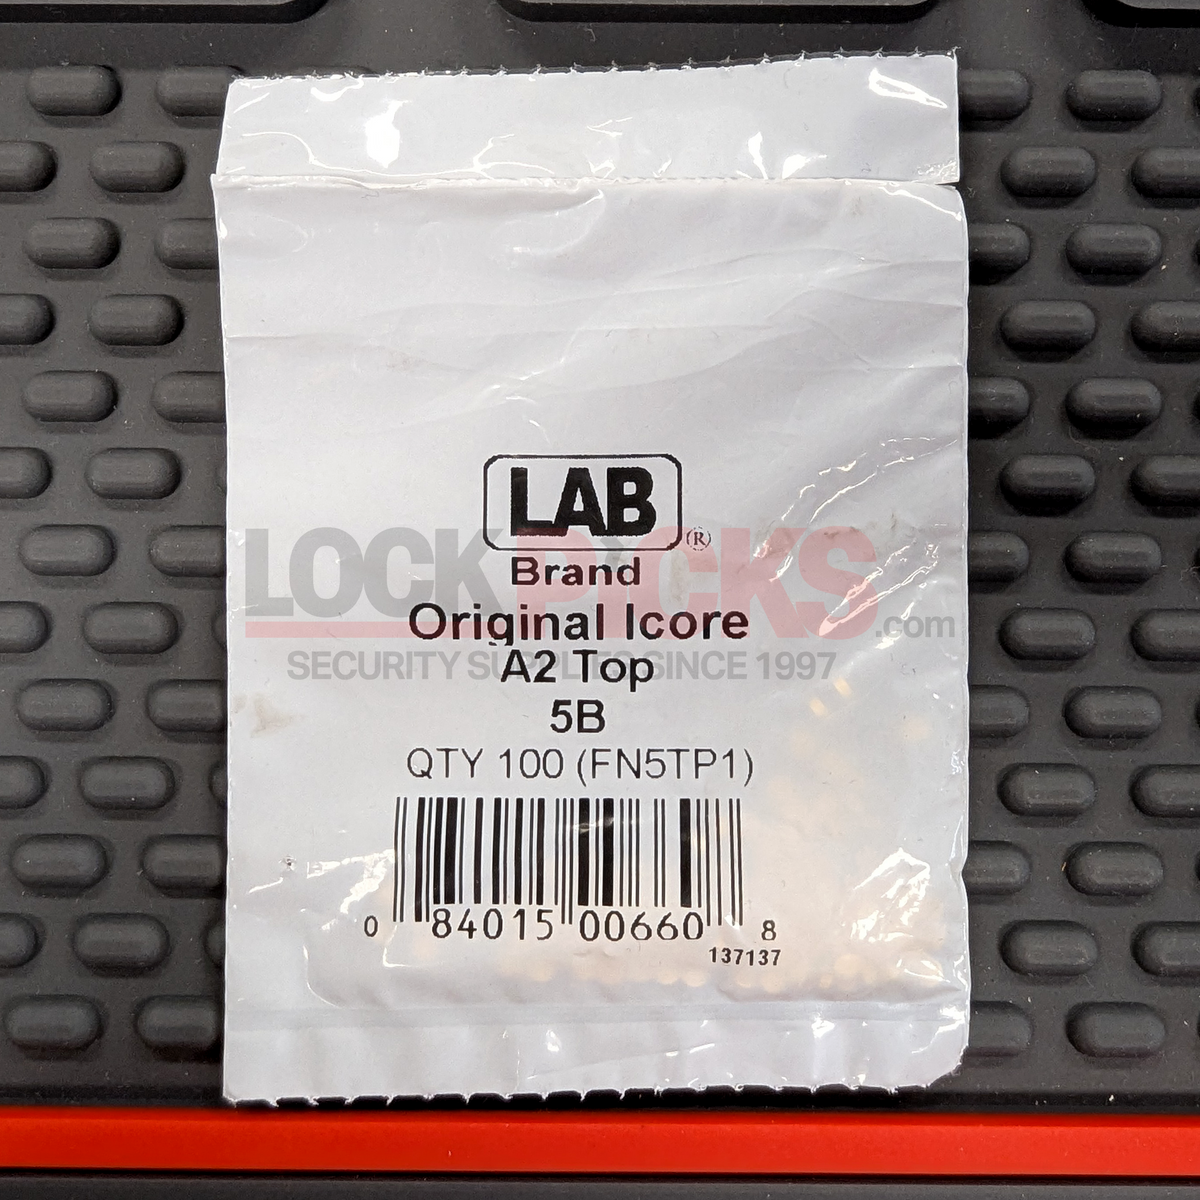 LAB
®
Brand
LOCKPICKS.com
Original Icore
SECURITY SUPPLIES SINCE 1997
A2 Top
5B
QTY 100 (FN5TP1)
0 84015 00660 8
137137